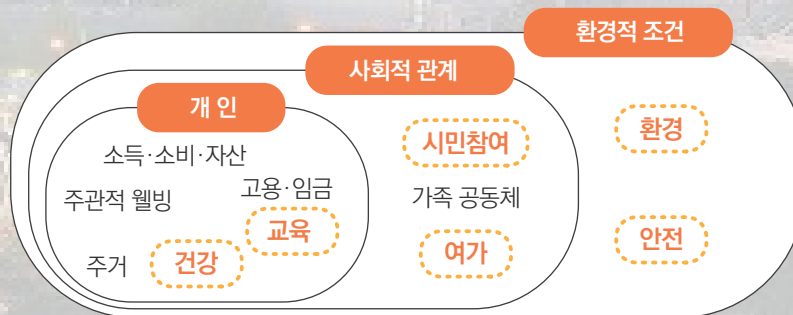 환경적 조건
사회적 관계
개 인
소득·소비·자산
주관적 웰빙
고용·임금
교육
주거
건강
시민참여
가족 공동체
여가
환경
안전